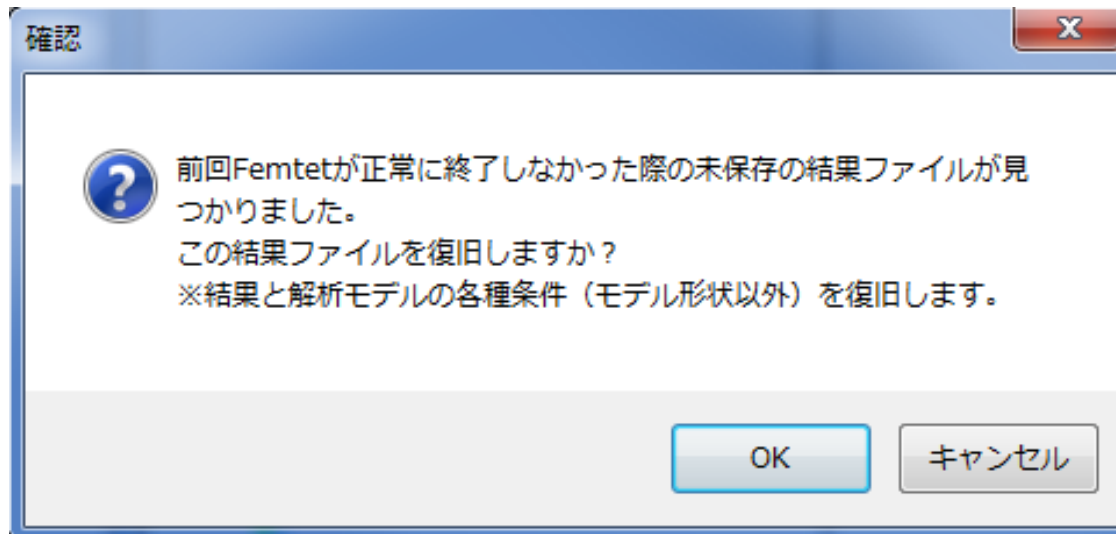 確認
前回Femtetが正常に終了しなかった際の未保存の結果ファイルが見
つかりました。
この結果ファイルを復旧しますか？
※結果と解析モデルの各種条件（モデル形状以外）を復旧します。
OK
キャンセル